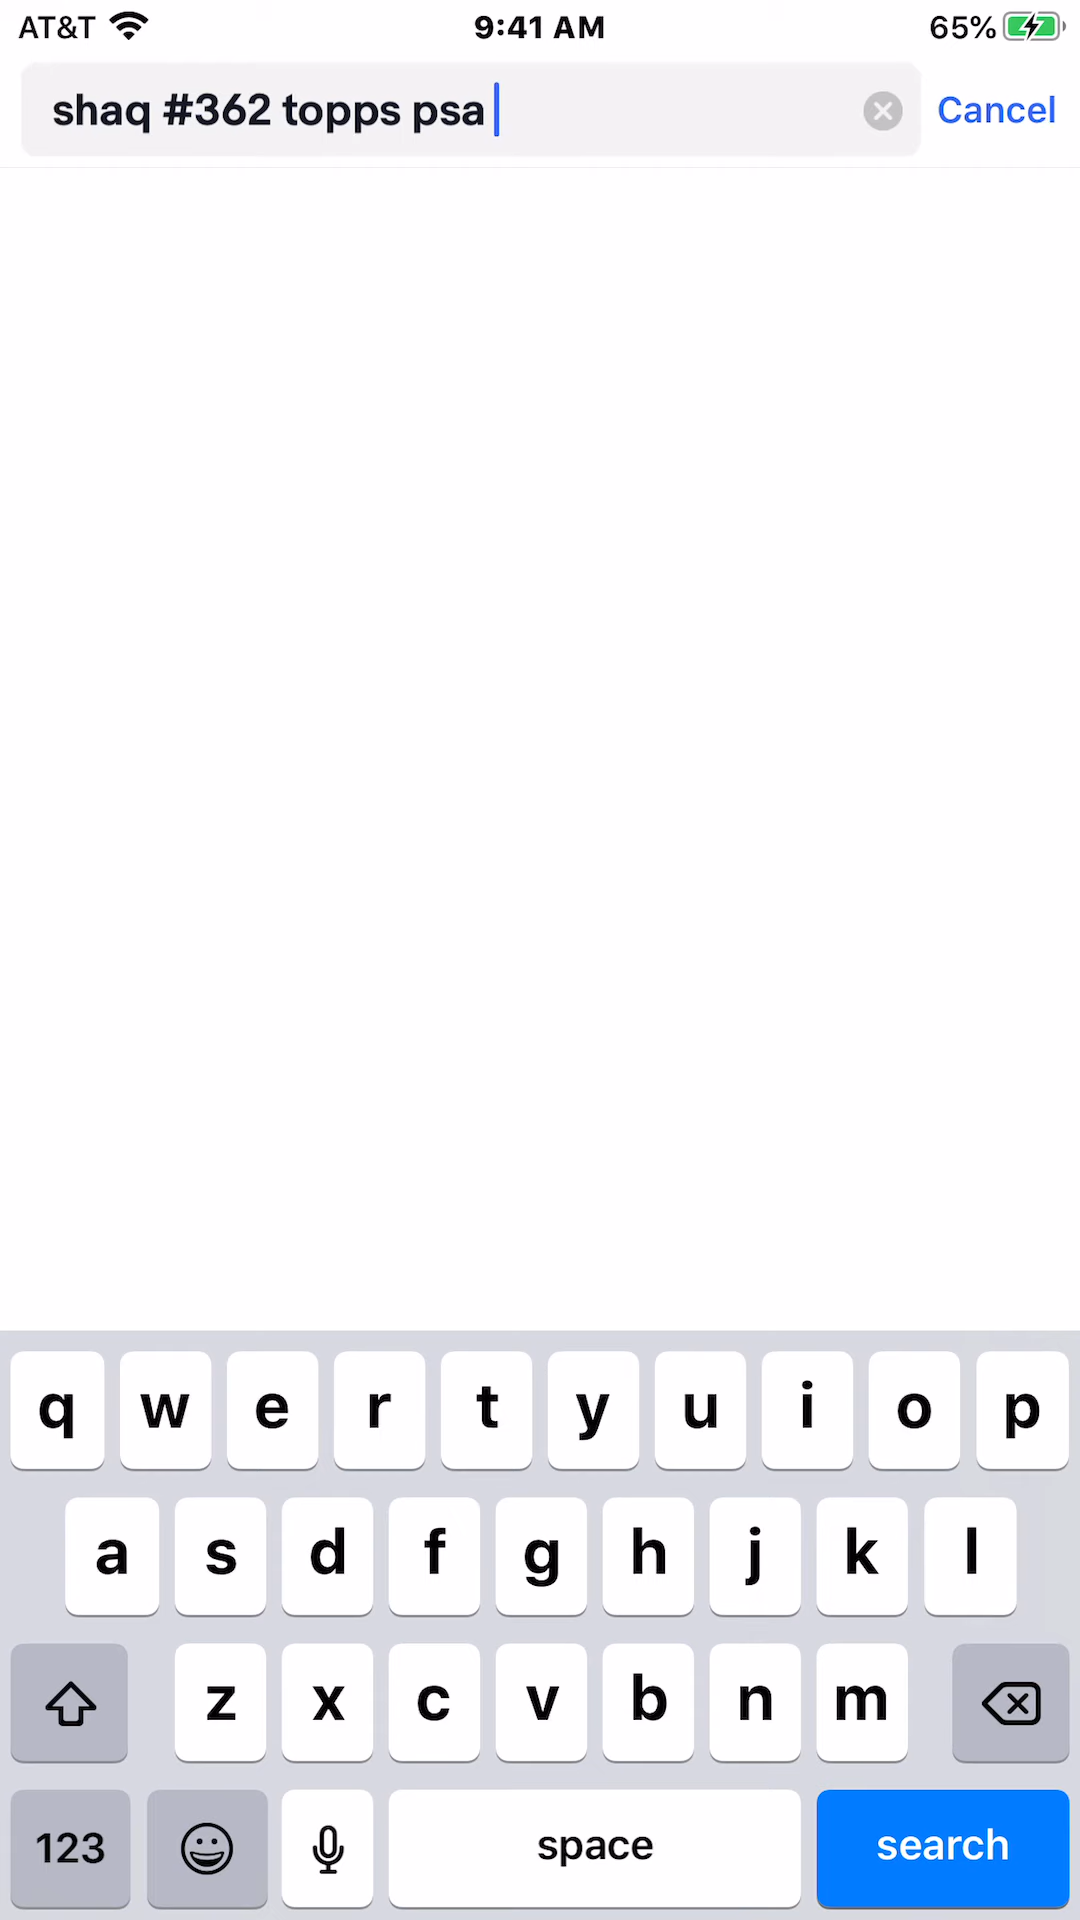 AT&T 9:41 AM 65%
shaq #362 topps psa Cancel
q w e r t y u i o p
a s d f g h j k l
z x c v b n m
123 space search